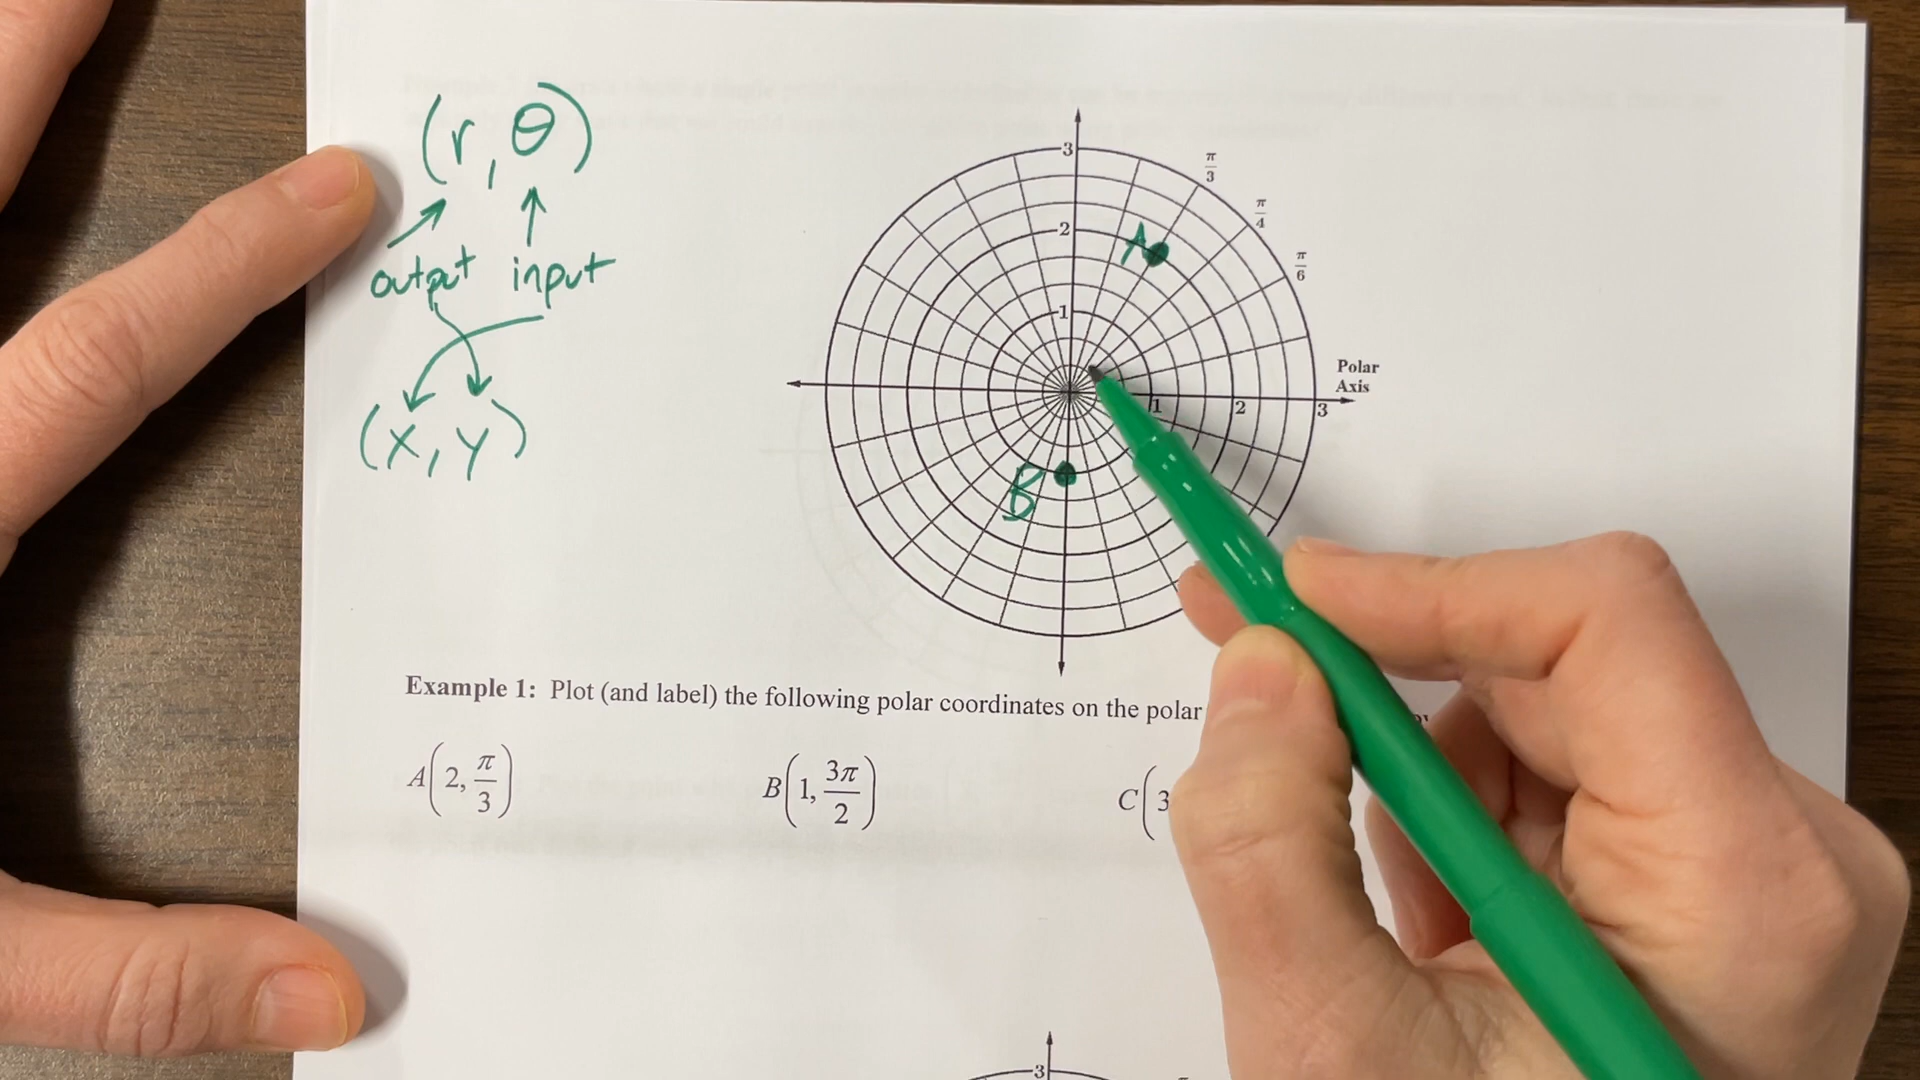 (r, θ)
output input
(x, y)
3
2
1
π/3
π/4
π/6
Polar
Axis
1 2 3
A
B
Example 1: Plot (and label) the following polar coordinates on the polar
A(2, π/3) B(1, 3π/2) C(3
3